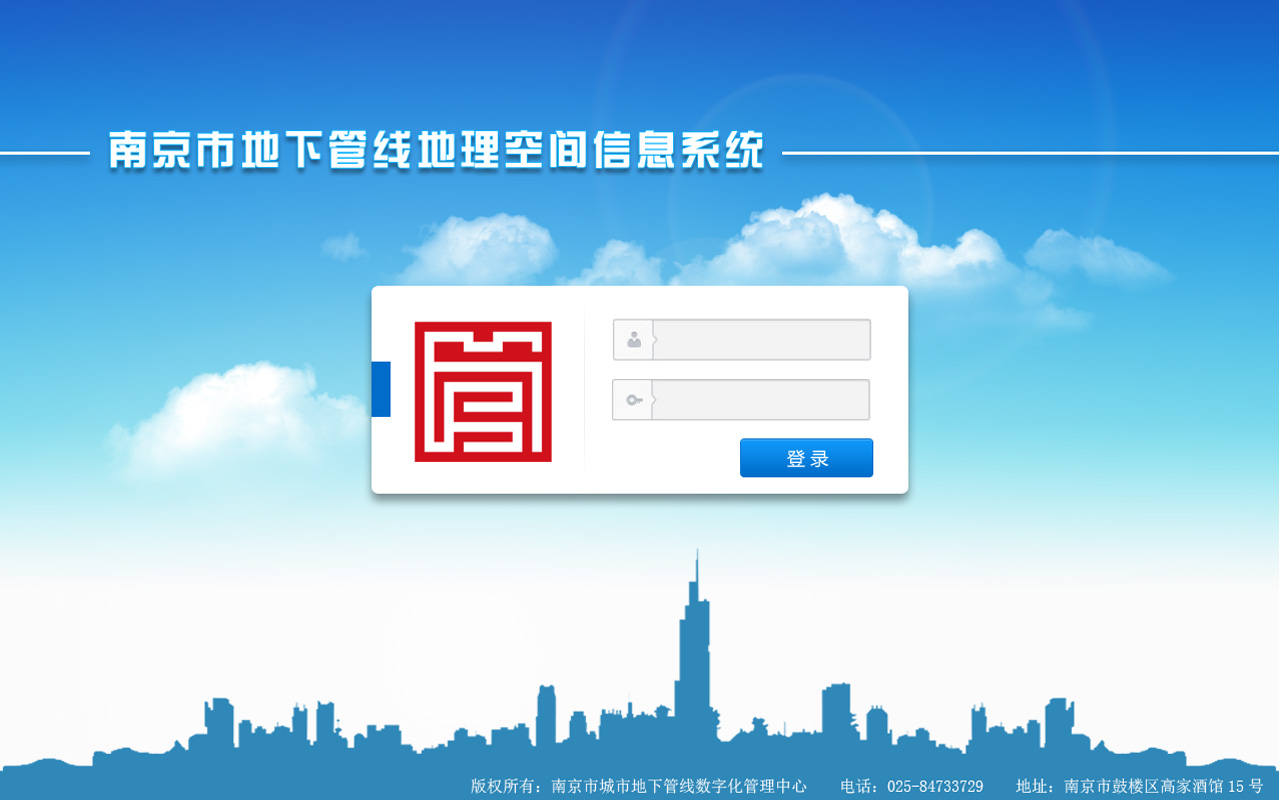 南京市地下管线地理空间信息系统
登录
版权所有：南京市城市地下管线数字化管理中心 电话：025-84733729 地址：南京市鼓楼区高家酒馆 15 号